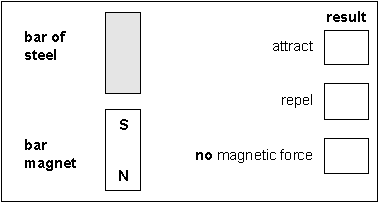 result
bar of
steel
attract
repel
S
bar
magnet
no magnetic force
N